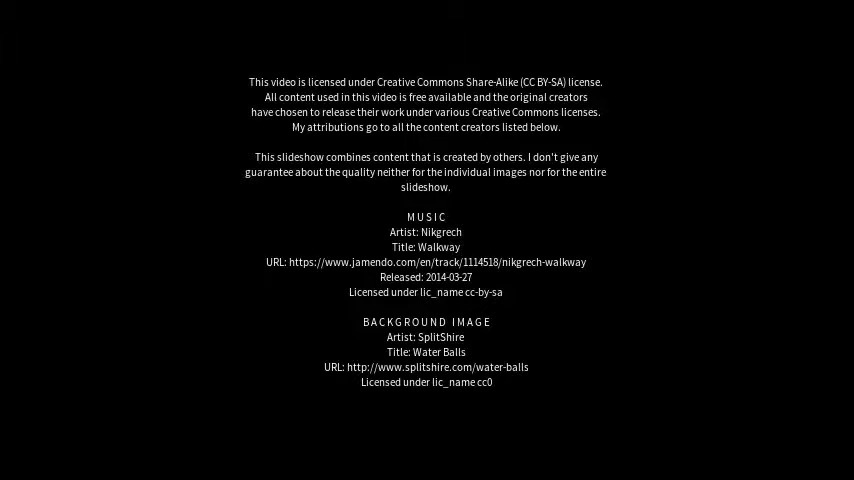 This video is licensed under Creative Commons Share-Alike (CC BY-SA) license.
All content used in this video is free available and the original creators
have chosen to release their work under various Creative Commons licenses.
My attributions go to all the content creators listed below.
This slideshow combines content that is created by others. I don't give any
guarantee about the quality neither for the individual images nor for the entire
slideshow.
MUSIC
Artist: Nikgrech
Title: Walkway
URL: https://www.jamendo.com/en/track/1114518/nikgrech-walkway
Released: 2014-03-27
Licensed under lic_name cc-by-sa
BACKGROUND IMAGE
Artist: SplitShire
Title: Water Balls
URL: http://www.splitshire.com/water-balls
Licensed under lic_name cc0